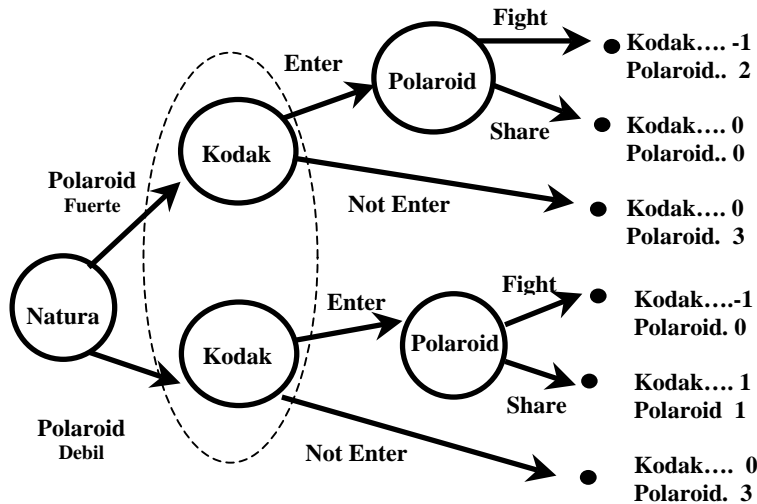 Fight
Kodak…. -1
Polaroid.. 2
Enter
Polaroid
Share
Kodak…. 0
Polaroid.. 0
Kodak
Polaroid
Fuerte
Not Enter
Kodak…. 0
Polaroid. 3
Natura
Enter
Fight
Kodak….-1
Polaroid. 0
Kodak
Polaroid
Share
Kodak…. 1
Polaroid 1
Polaroid
Debil
Not Enter
Kodak…. 0
Polaroid. 3